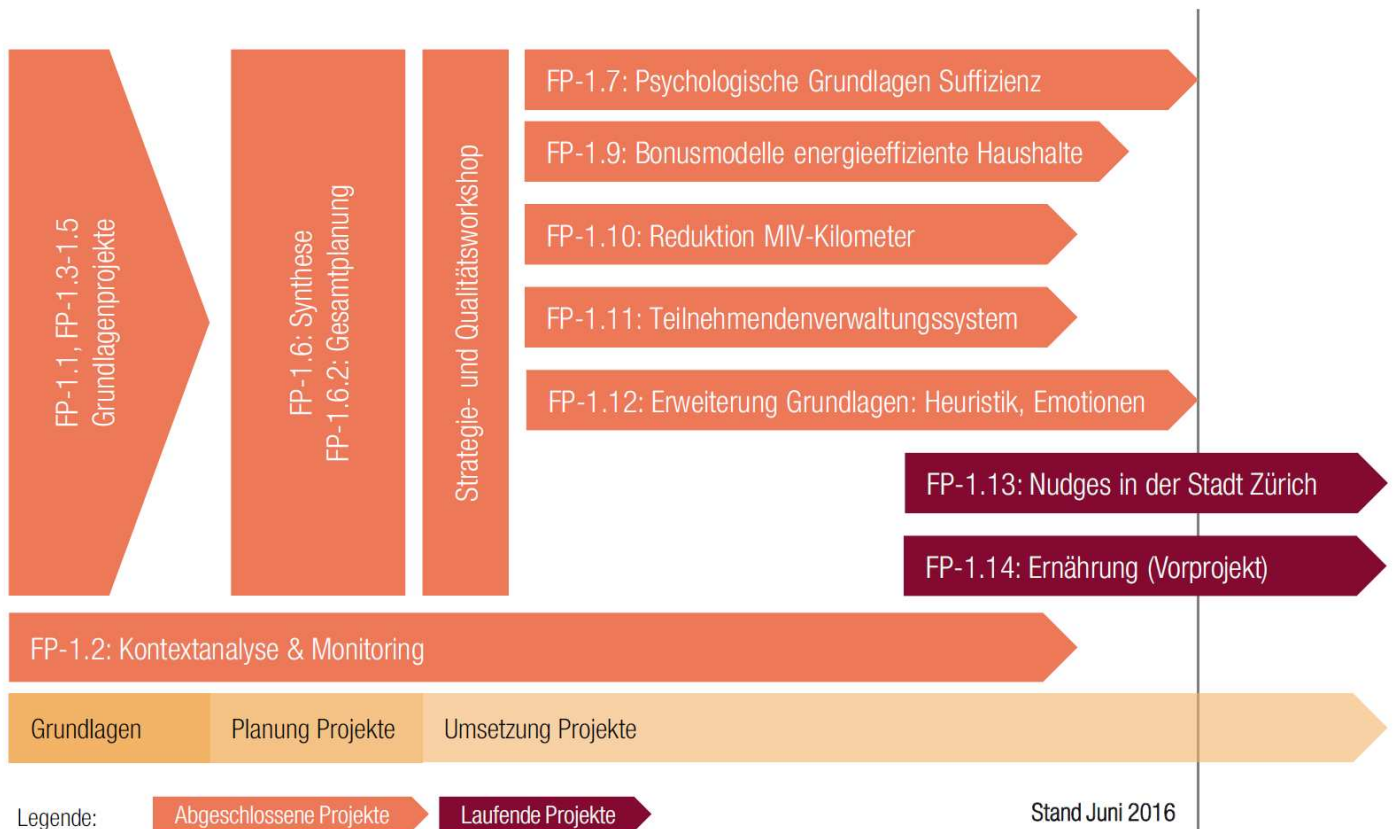 FP-1.1, FP-1.3-1.5
Grundlagenprojekte
FP-1.6: Synthese
FP-1.6.2: Gesamtplanung
Strategie- und Qualitätsworkshop
FP-1.7: Psychologische Grundlagen Suffizienz
FP-1.9: Bonusmodelle energieeffiziente Haushalte
FP-1.10: Reduktion MIV-Kilometer
FP-1.11: Teilnehmendenverwaltungssystem
FP-1.12: Erweiterung Grundlagen: Heuristik, Emotionen
FP-1.13: Nudges in der Stadt Zürich
FP-1.14: Ernährung (Vorprojekt)
FP-1.2: Kontextanalyse & Monitoring
Grundlagen
Planung Projekte
Umsetzung Projekte
Legende:
Abgeschlossene Projekte
Laufende Projekte
Stand Juni 2016